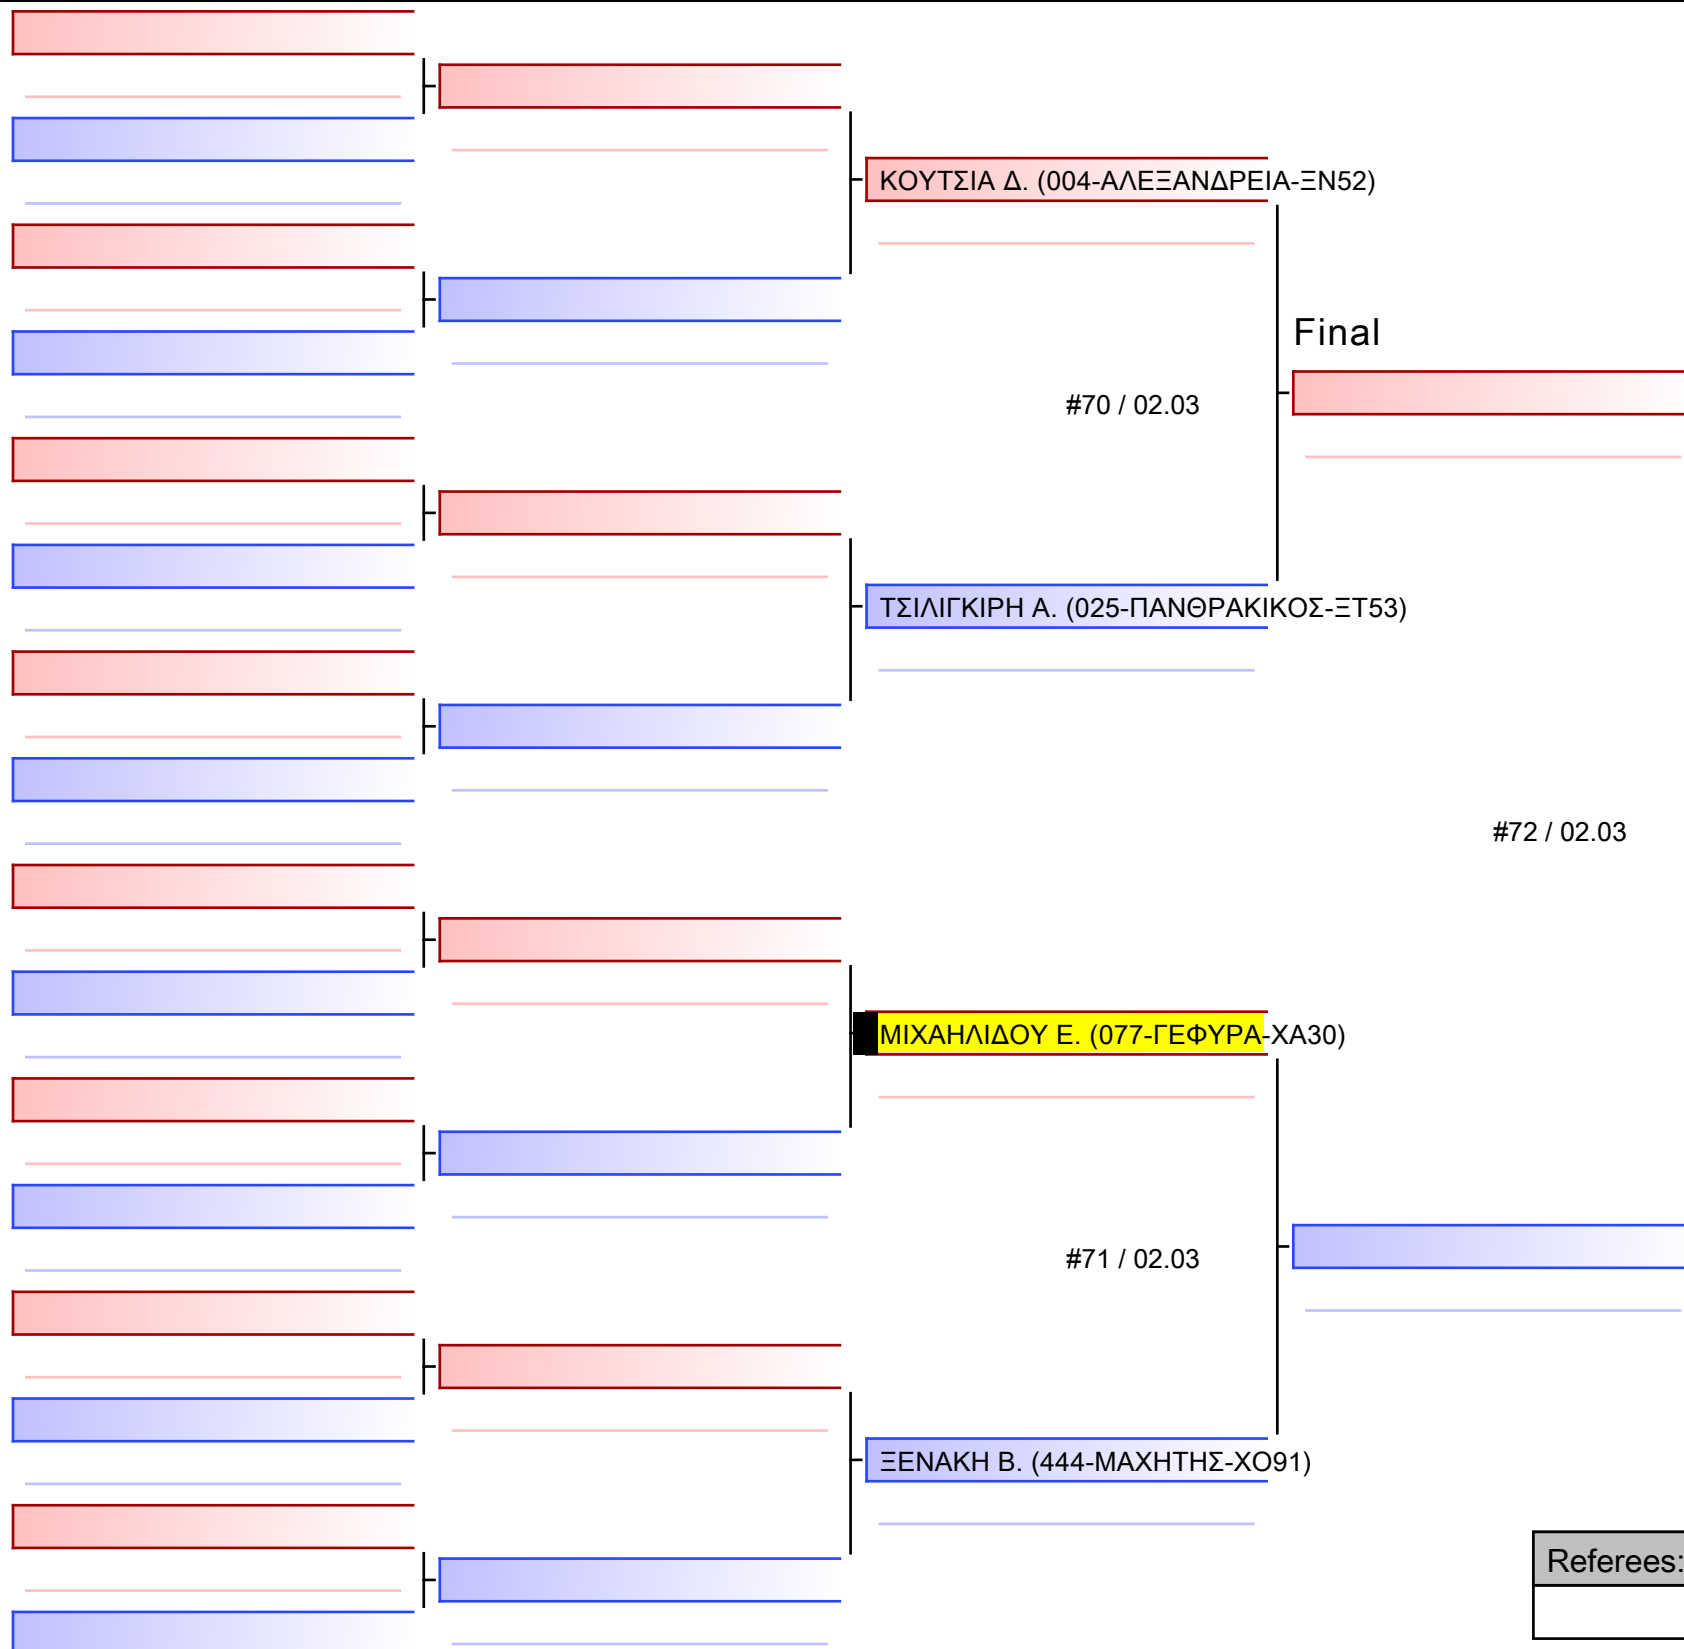 ΚΟΥΤΣΙΑ Δ. (004-ΑΛΕΞΑΝΔΡΕΙΑ-ΞΝ52)
Final
#70 / 02.03
ΤΣΙΛΙΓΚΙΡΗ Α. (025-ΠΑΝΘΡΑΚΙΚΟΣ-ΞΤ53)
#72 / 02.03
ΜΙΧΑΗΛΙΔΟΥ Ε. (077-ΓΕΦΥΡΑ-ΧΑ30)
#71 / 02.03
ΞΕΝΑΚΗ Β. (444-ΜΑΧΗΤΗΣ-ΧΟ91)
Referees: